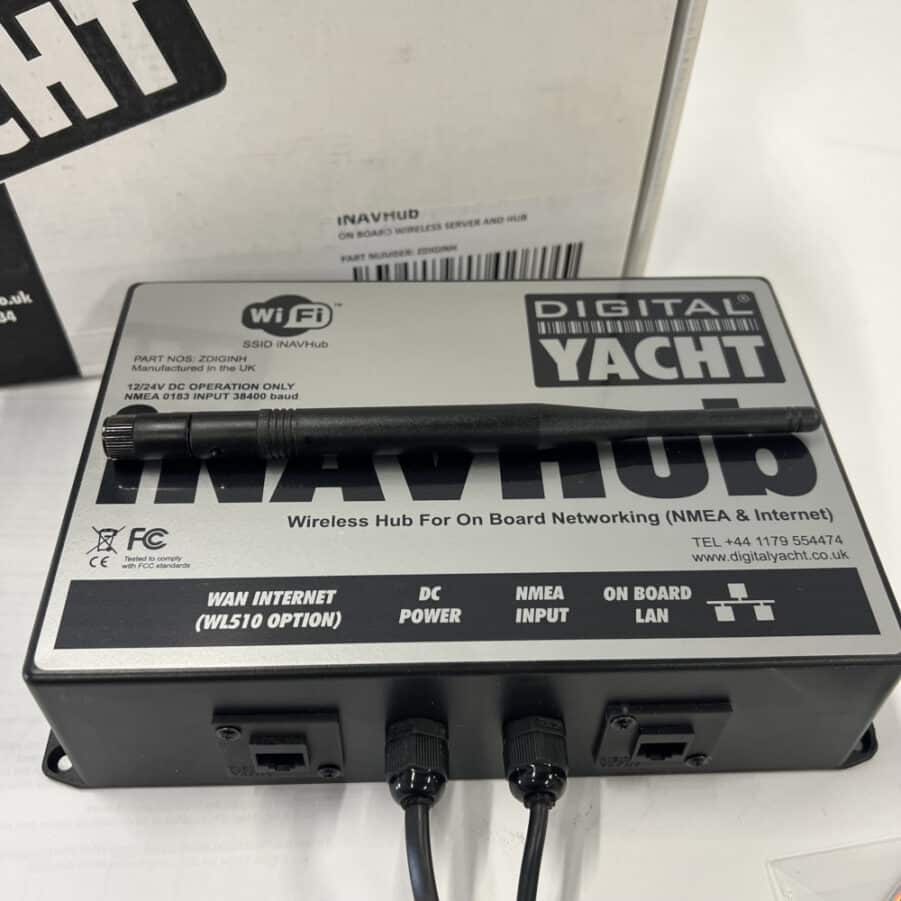 iNAVHub
ON BOARD WIRELESS SERVER AND HUB
PART NUMBER: ZDIGINH
WiFi™
SSID iNAVHub
DIGITAL®
YACHT
PART NOS: ZDIGINH
Manufactured in the UK
12/24V DC OPERATION ONLY
NMEA 0183 INPUT 38400 baud
iNAVHub
Wireless Hub For On Board Networking (NMEA & Internet)
TEL +44 1179 554474
www.digitalyacht.co.uk
FC
CE
Tested to comply
with FCC standards
WAN INTERNET
(WL510 OPTION)
DC
POWER
NMEA
INPUT
ON BOARD
LAN